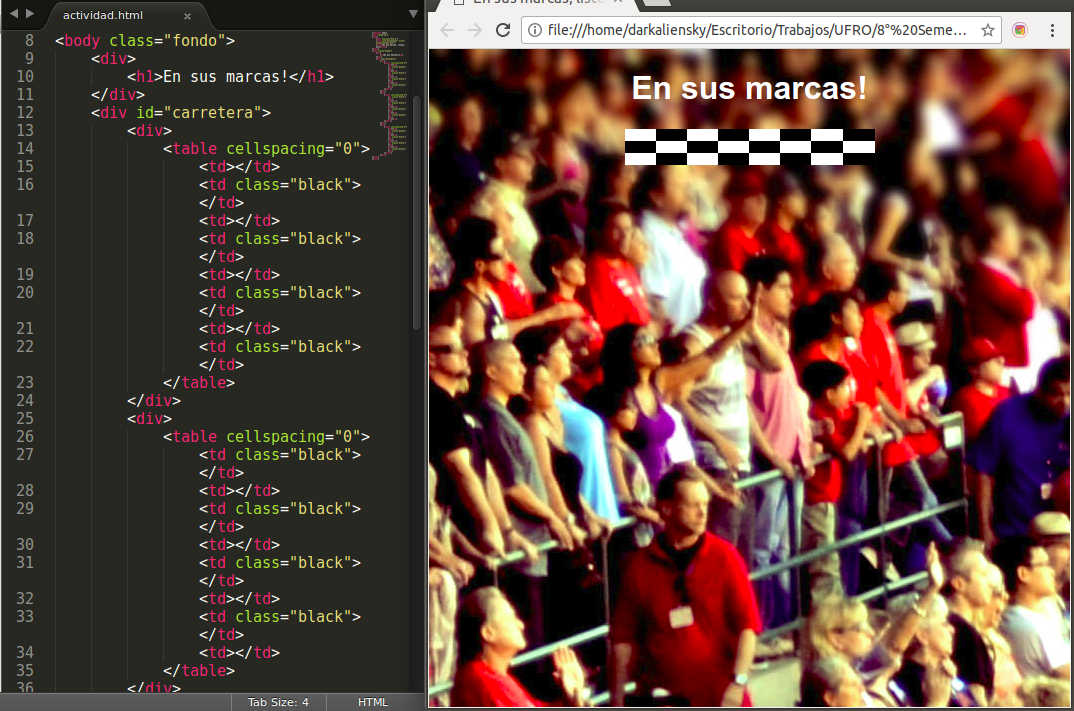 actividad.html
8 <body class="fondo">
9 <div>
10 <h1>En sus marcas!</h1>
11 </div>
12 <div id="carretera">
13 <div>
14 <table cellspacing="0">
15 <td></td>
16 <td class="black">
</td>
17 <td></td>
18 <td class="black">
</td>
19 <td></td>
20 <td class="black">
</td>
21 <td></td>
22 <td class="black">
</td>
23 </table>
24 </div>
25 <div>
26 <table cellspacing="0">
27 <td class="black">
</td>
28 <td></td>
29 <td class="black">
</td>
30 <td></td>
31 <td class="black">
</td>
32 <td></td>
33 <td class="black">
</td>
34 <td></td>
35 </table>
36 </div>
Tab Size: 4 HTML
En sus marcas,
file:///home/darkaliensky/Escritorio/Trabajos/UFRO/8°%20Seme...
En sus marcas!